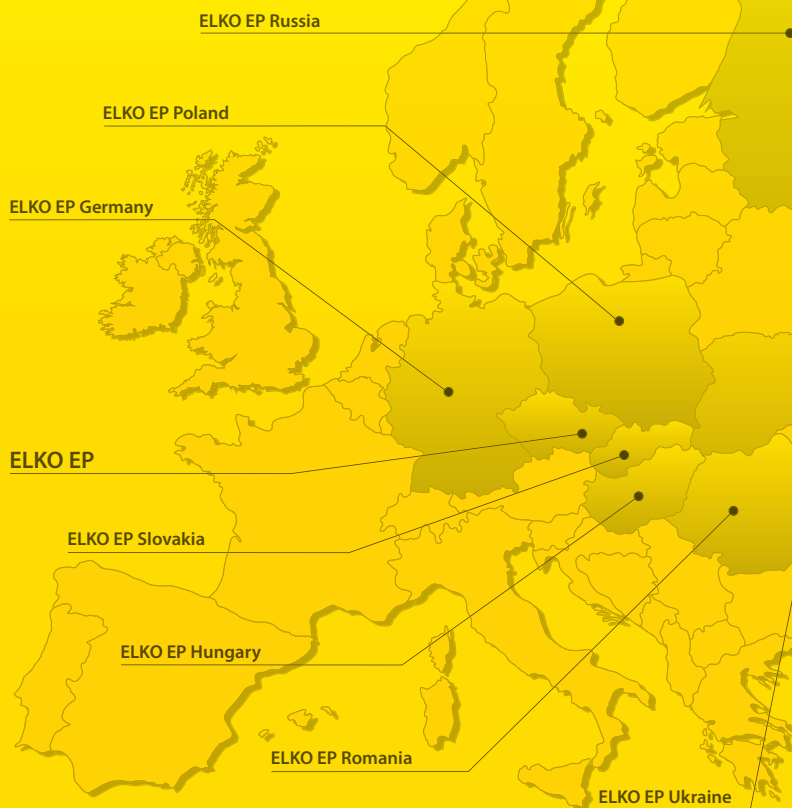 ELKO EP Russia
ELKO EP Poland
ELKO EP Germany
ELKO EP
ELKO EP Slovakia
ELKO EP Hungary
ELKO EP Romania
ELKO EP Ukraine